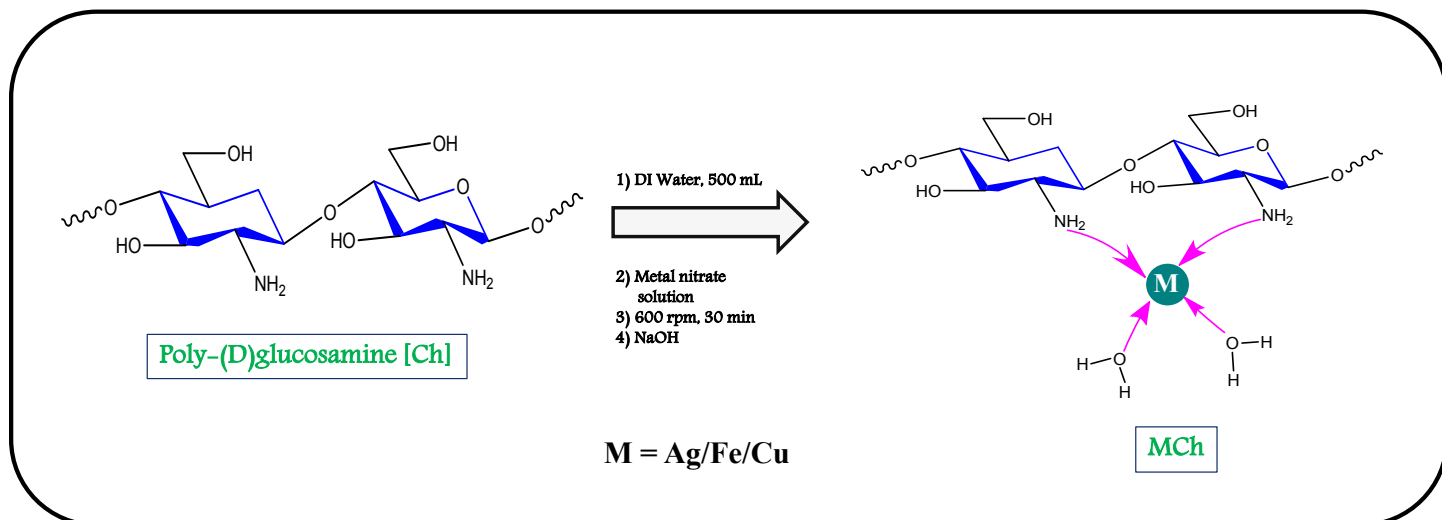 OH
O
HO
NH₂
O
OH
O
HO
NH₂
O
Poly-(D)glucosamine [Ch]
1) DI Water, 500 mL
2) Metal nitrate
solution
3) 600 rpm, 30 min
4) NaOH
M = Ag/Fe/Cu
OH
O
HO
NH₂
O
OH
O
HO
NH₂
O
M
H
O
H
O
H
H
MCh